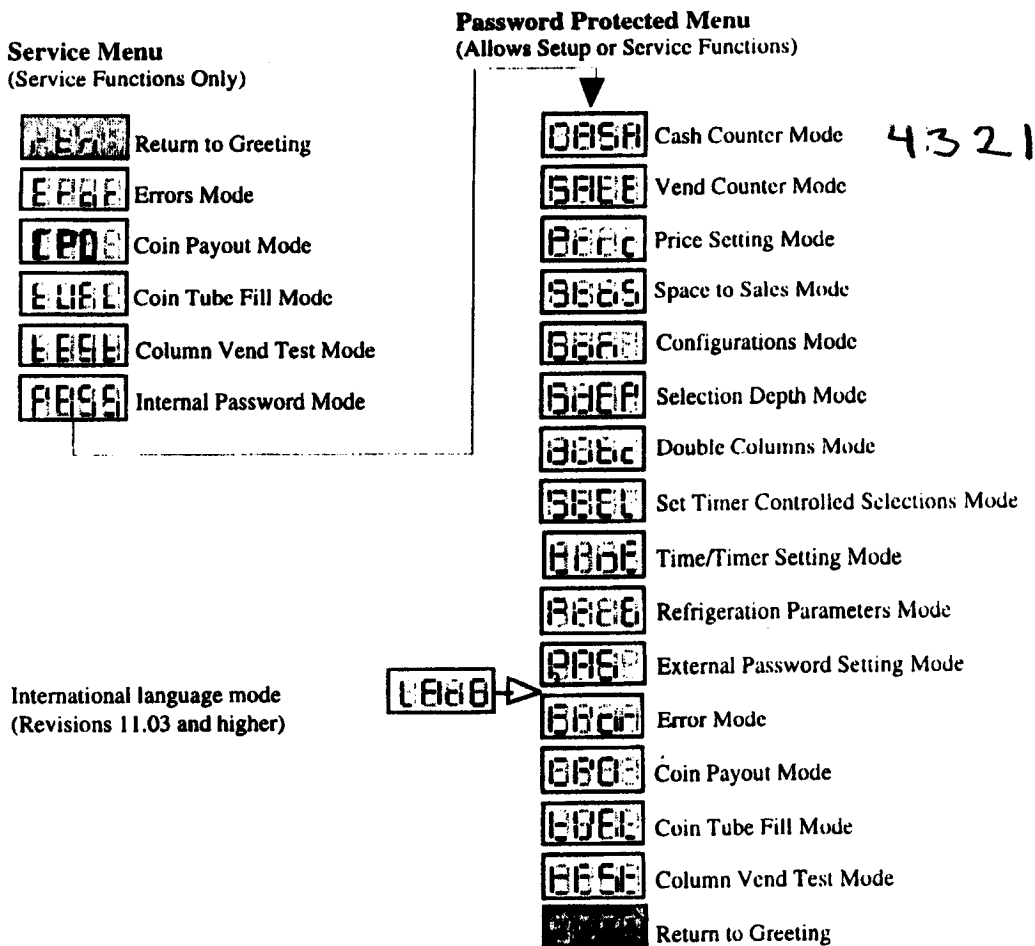 Service Menu
(Service Functions Only)
Return to Greeting
Errors Mode
CPO Coin Payout Mode
Coin Tube Fill Mode
tESt Column Vend Test Mode
PASS Internal Password Mode
Password Protected Menu
(Allows Setup or Service Functions)
CASH Cash Counter Mode 4321
Vend Counter Mode
Price Setting Mode
Space to Sales Mode
Configurations Mode
Selection Depth Mode
Double Columns Mode
Set Timer Controlled Selections Mode
Time/Timer Setting Mode
Refrigeration Parameters Mode
External Password Setting Mode
International language mode
(Revisions 11.03 and higher)
Error Mode
Coin Payout Mode
Coin Tube Fill Mode
Column Vend Test Mode
Return to Greeting